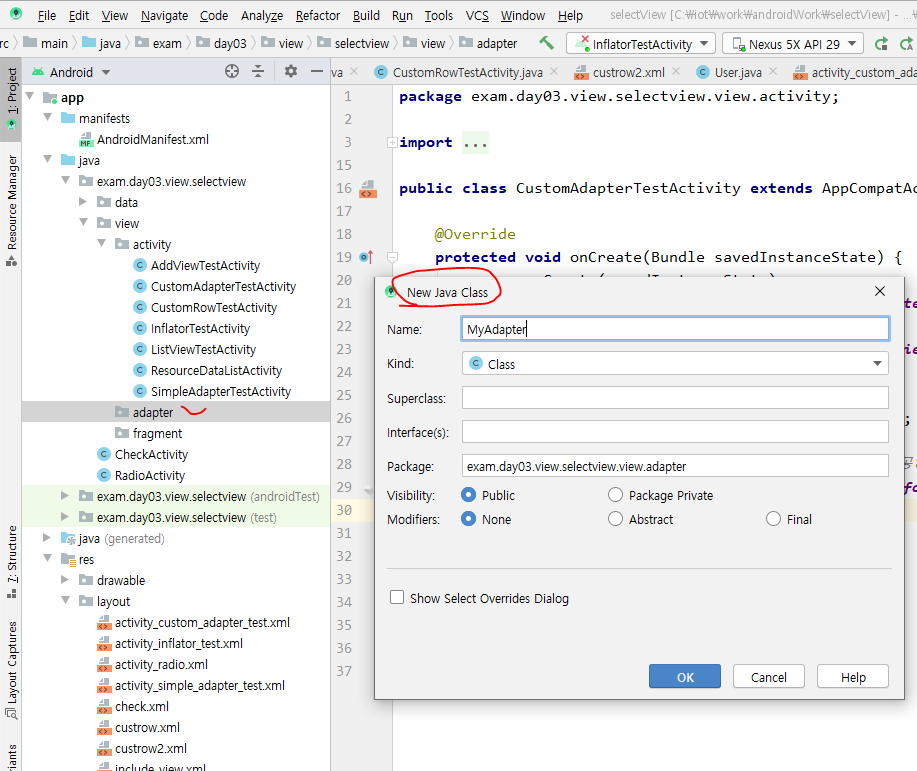 File Edit View Navigate Code Analyze Refactor Build Run Tools VCS Window Help selectView [C:₩iot₩work₩androidWork₩selectView] - ...₩
rc main java exam day03 view selectview view adapter InflatorTestActivity Nexus 5X API 29
1: Project
Resource Manager
7: Structure
Layout Captures
iants
Android
va CustomRowTestActivity.java custrow2.xml User.java activity_custom_ada
app
manifests
AndroidManifest.xml
java
exam.day03.view.selectview
data
view
activity
AddViewTestActivity
CustomAdapterTestActivity
CustomRowTestActivity
InflatorTestActivity
ListViewTestActivity
ResourceDataListActivity
SimpleAdapterTestActivity
adapter
fragment
CheckActivity
RadioActivity
exam.day03.view.selectview (androidTest)
exam.day03.view.selectview (test)
java (generated)
res
drawable
layout
activity_custom_adapter_test.xml
activity_inflator_test.xml
activity_radio.xml
activity_simple_adapter_test.xml
check.xml
custrow.xml
custrow2.xml
include_view.xml
1 package exam.day03.view.selectview.view.activity;
2
3 import ...
15
16 public class CustomAdapterTestActivity extends AppCompatAc
17
18 @Override
19 protected void onCreate(Bundle savedInstanceState) {
20
21
22
23
24
25
26 ;
27
28
29
30
31
32
33
34
35
36
37
New Java Class
Name: MyAdapter
Kind: Class
Superclass:
Interface(s):
Package: exam.day03.view.selectview.view.adapter
Visibility: Public Package Private
Modifiers: None Abstract Final
Show Select Overrides Dialog
OK Cancel Help